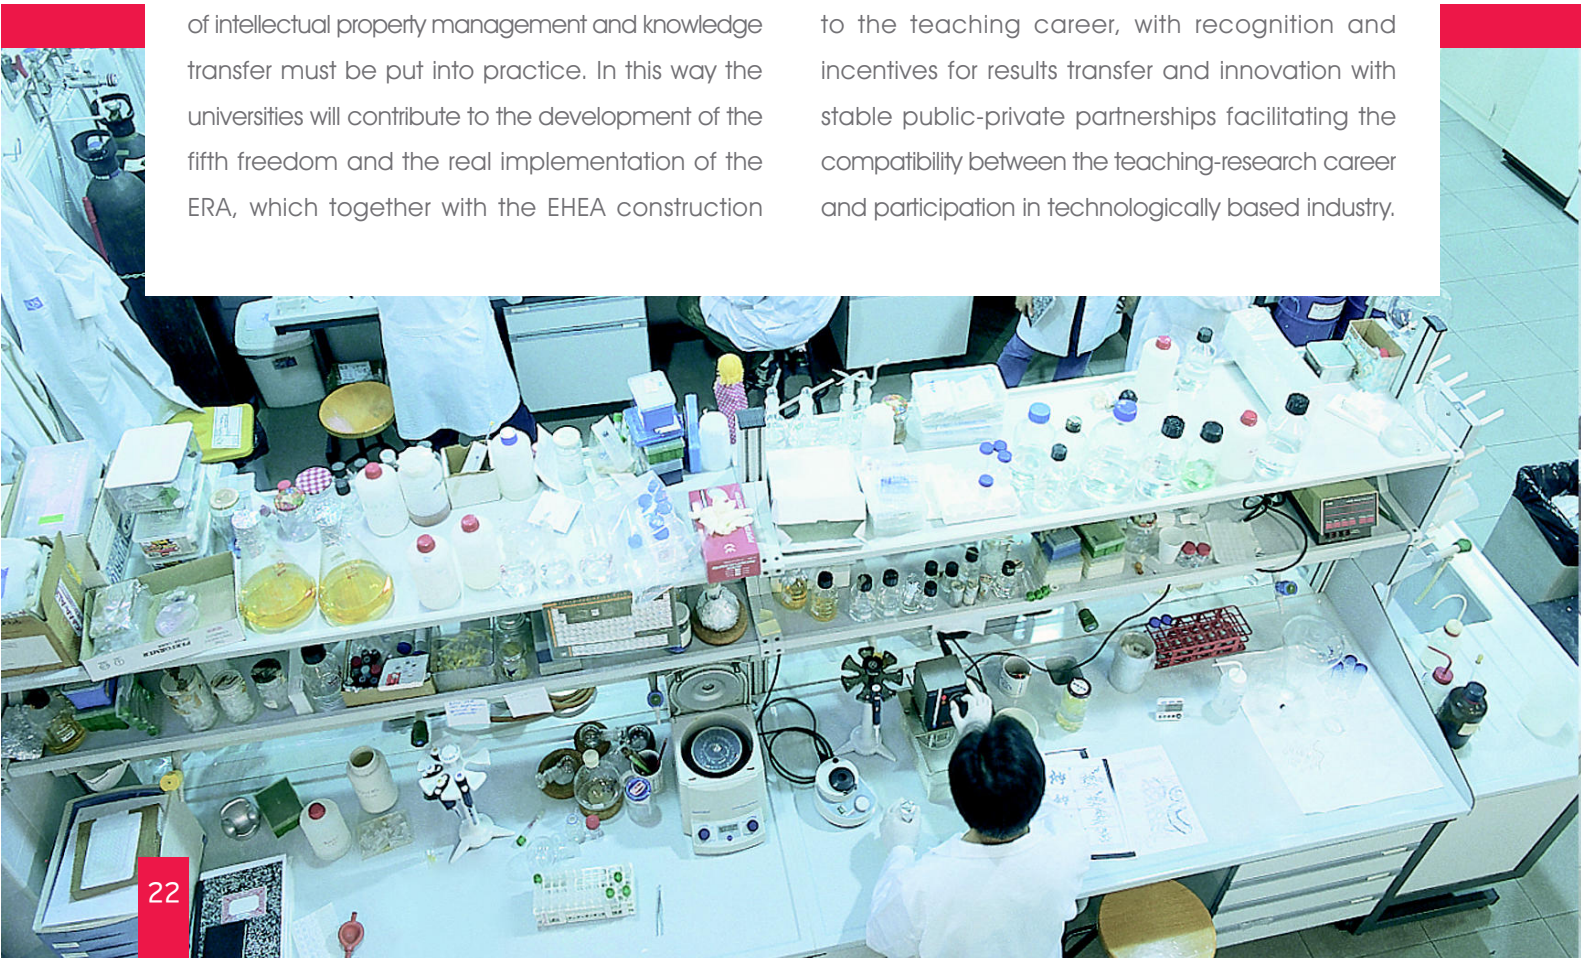 of intellectual property management and knowledge
transfer must be put into practice. In this way the
universities will contribute to the development of the
fifth freedom and the real implementation of the
ERA, which together with the EHEA construction
to the teaching career, with recognition and
incentives for results transfer and innovation with
stable public-private partnerships facilitating the
compatibility between the teaching-research career
and participation in technologically based industry.
22